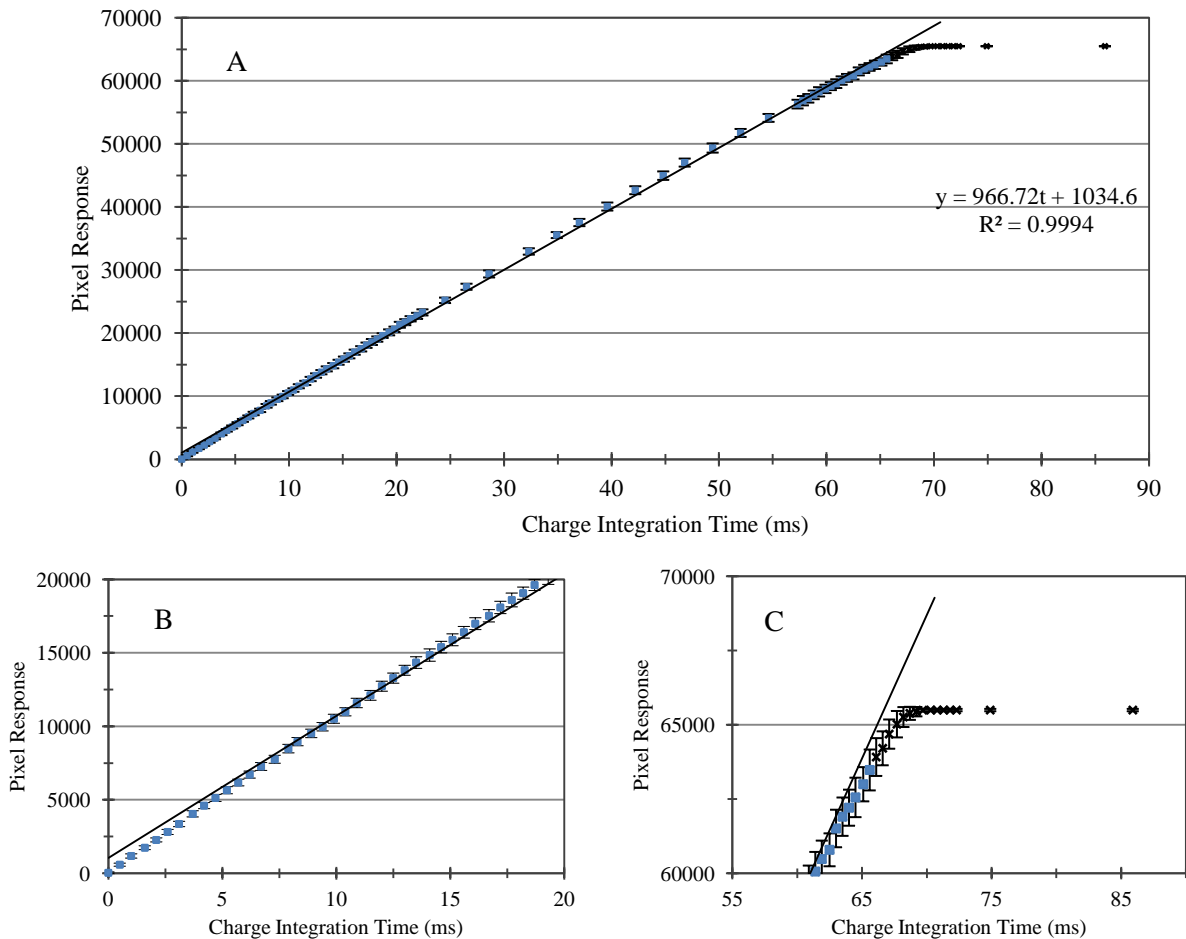 70000
60000
50000
40000
30000
20000
10000
0
Pixel Response
A
y = 966.72t + 1034.6
R² = 0.9994
0 10 20 30 40 50 60 70 80 90
Charge Integration Time (ms)
20000
15000
10000
5000
0
Pixel Response
B
0 5 10 15 20
Charge Integration Time (ms)
70000
65000
60000
Pixel Response
C
55 65 75 85
Charge Integration Time (ms)